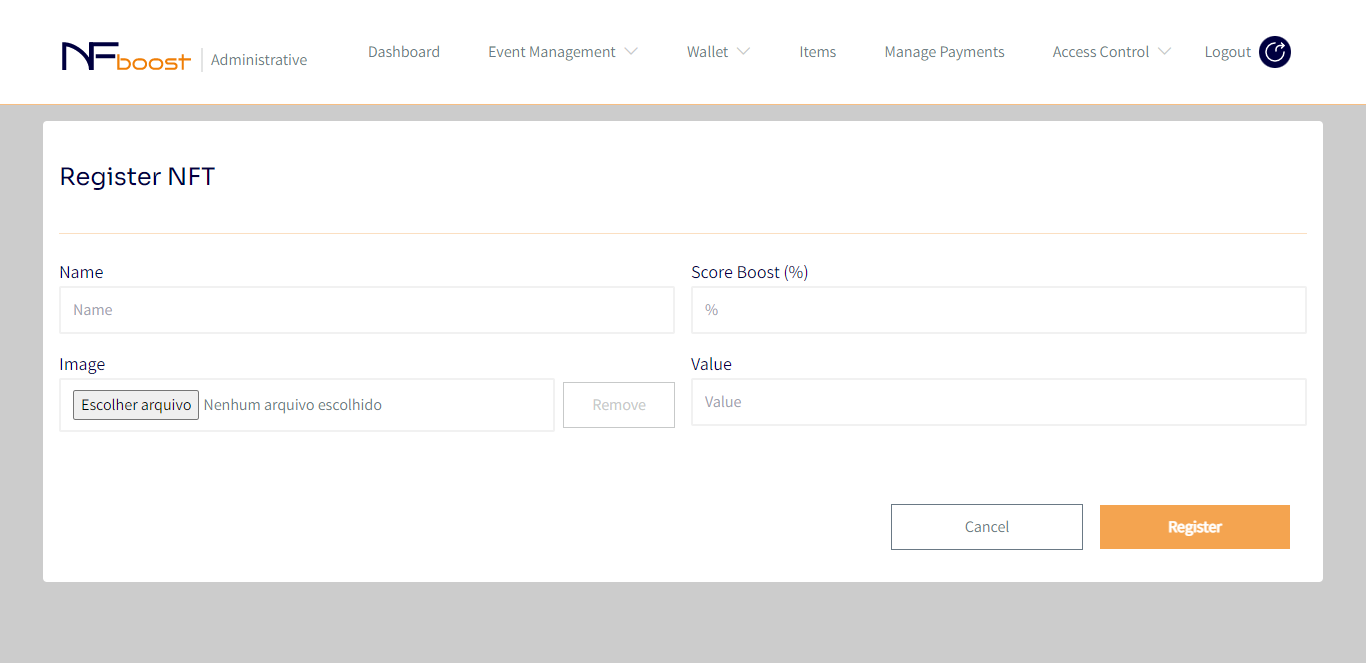 NFboost Administrative Dashboard Event Management Wallet Items Manage Payments Access Control Logout
Register NFT
Name Score Boost (%)
Name %
Image Value
Escolher arquivo Nenhum arquivo escolhido Remove Value
Cancel Register